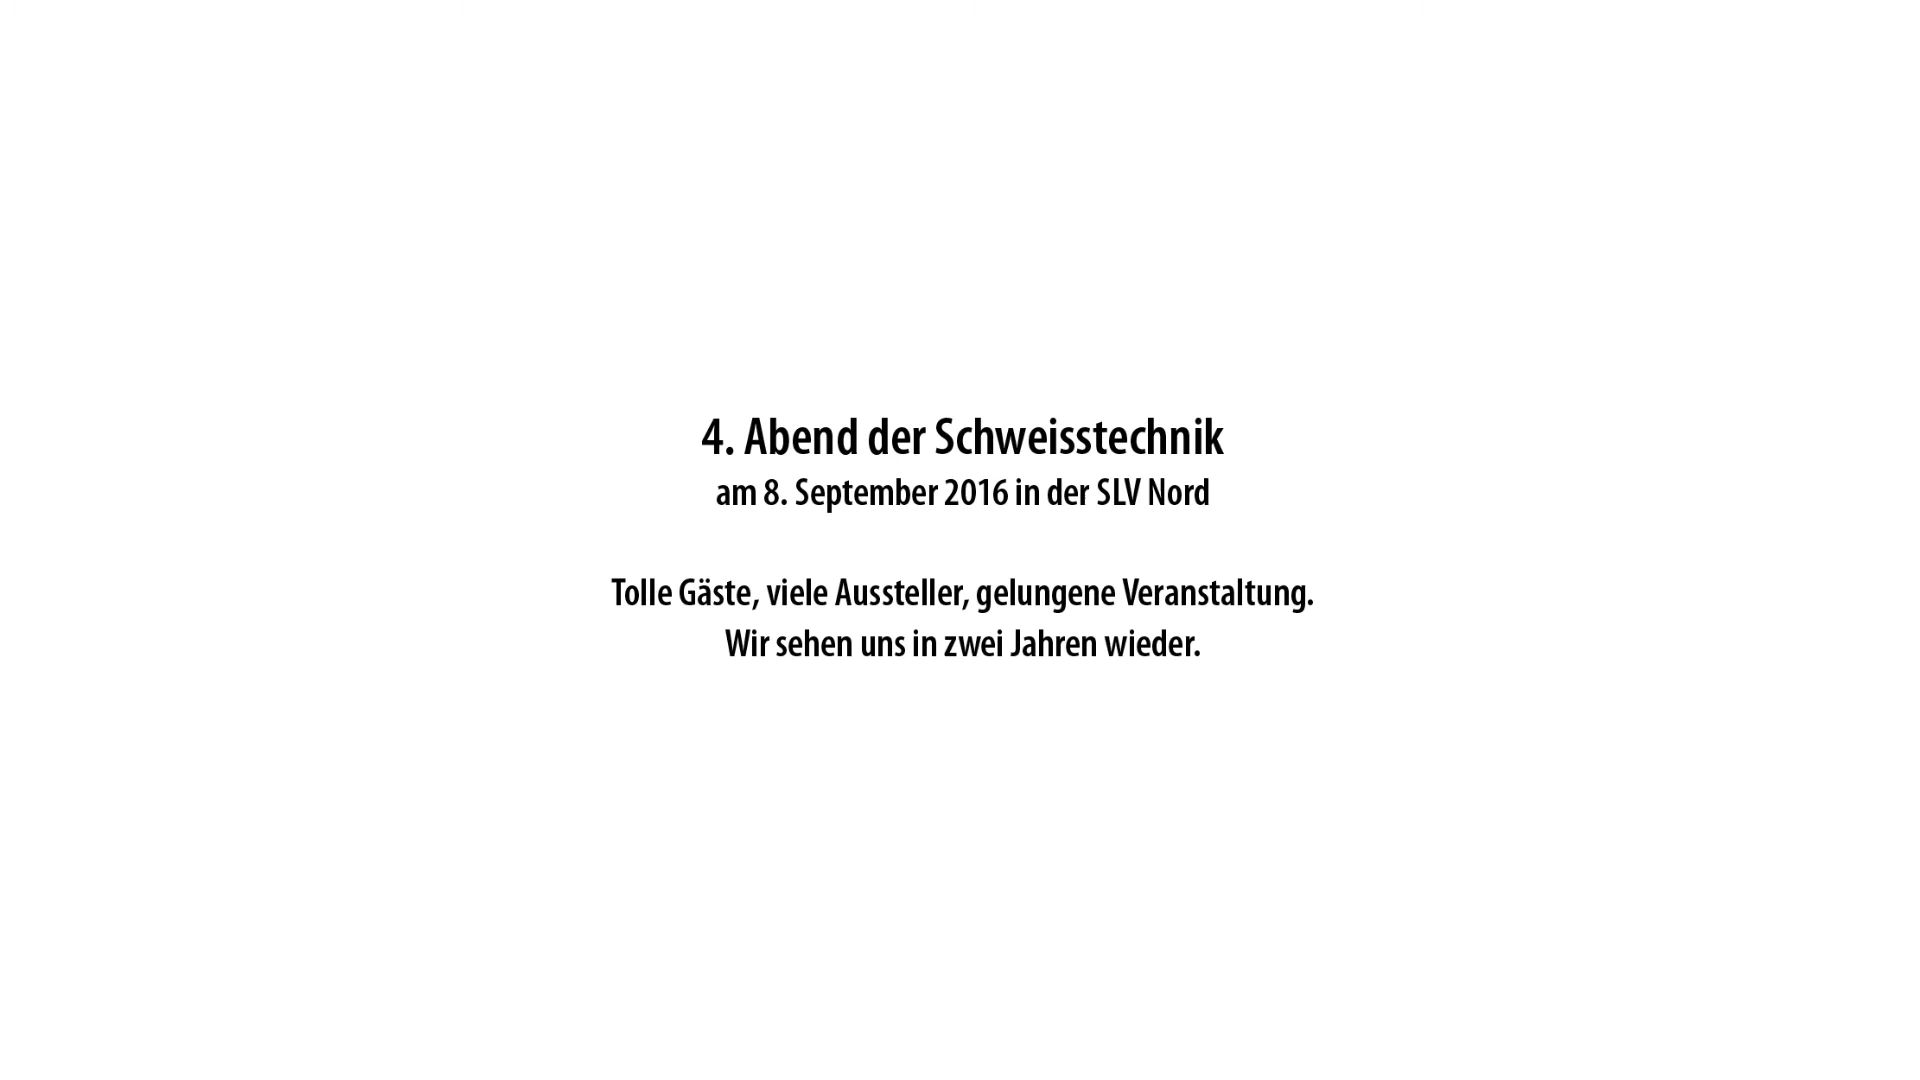 4. Abend der Schweisstechnik
am 8. September 2016 in der SLV Nord
Tolle Gäste, viele Aussteller, gelungene Veranstaltung.
Wir sehen uns in zwei Jahren wieder.